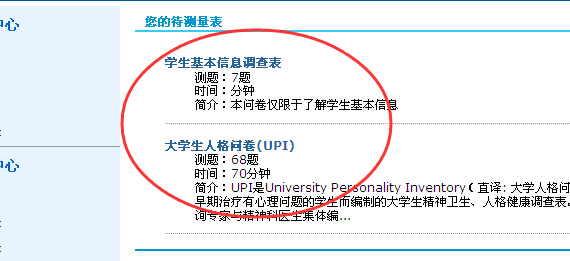 中心
您的待测量表
学生基本信息调查表
测题：7题
时间：分钟
简介：本问卷仅限于了解学生基本信息
中心
大学生人格问卷(UPI)
测题：68题
时间：70分钟
简介：UPI是University Personality Inventory（直译：大学人格问
早期治疗有心理问题的学生而编制的大学生精神卫生、人格健康调查表。
询专家与精神科医生集体编...